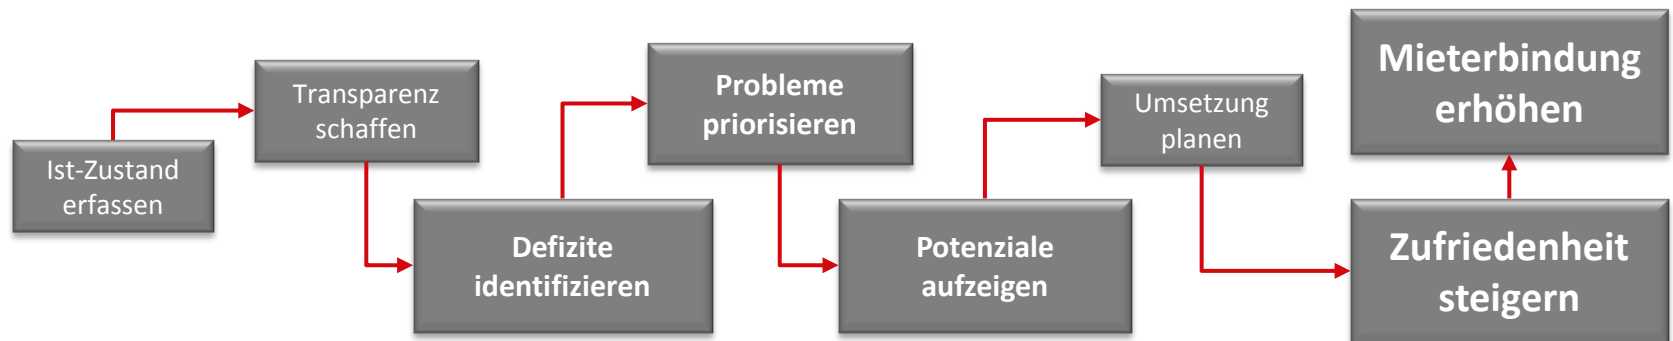 Ist-Zustand
erfassen
Transparenz
schaffen
Defizite
identifizieren
Probleme
priorisieren
Potenziale
aufzeigen
Umsetzung
planen
Zufriedenheit
steigern
Mieterbindung
erhöhen